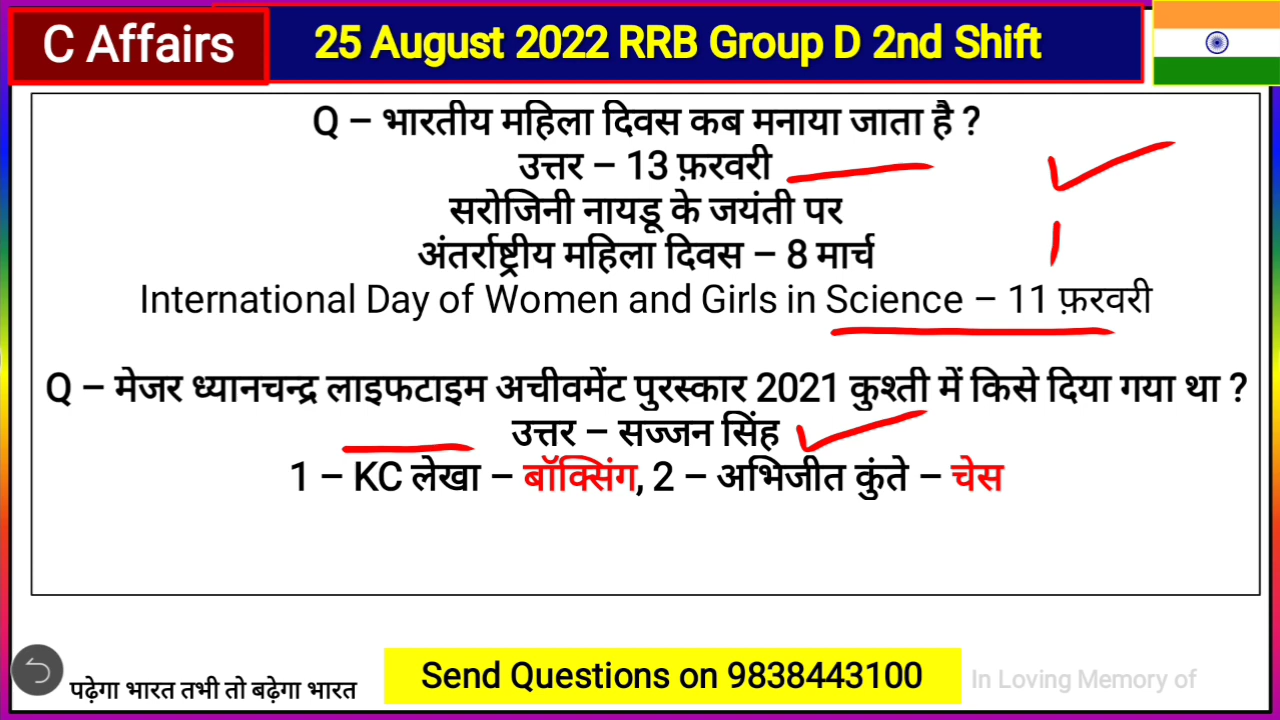 C Affairs
25 August 2022 RRB Group D 2nd Shift
Q – भारतीय महिला दिवस कब मनाया जाता है ?
उत्तर – 13 फ़रवरी
सरोजिनी नायडू के जयंती पर
अंतर्राष्ट्रीय महिला दिवस – 8 मार्च
International Day of Women and Girls in Science – 11 फ़रवरी
Q – मेजर ध्यानचन्द्र लाइफटाइम अचीवमेंट पुरस्कार 2021 कुश्ती में किसे दिया गया था ?
उत्तर – सज्जन सिंह
1 – KC लेखा – बॉक्सिंग, 2 – अभिजीत कुंते – चेस
पढ़ेगा भारत तभी तो बढ़ेगा भारत
Send Questions on 9838443100
In Loving Memory of